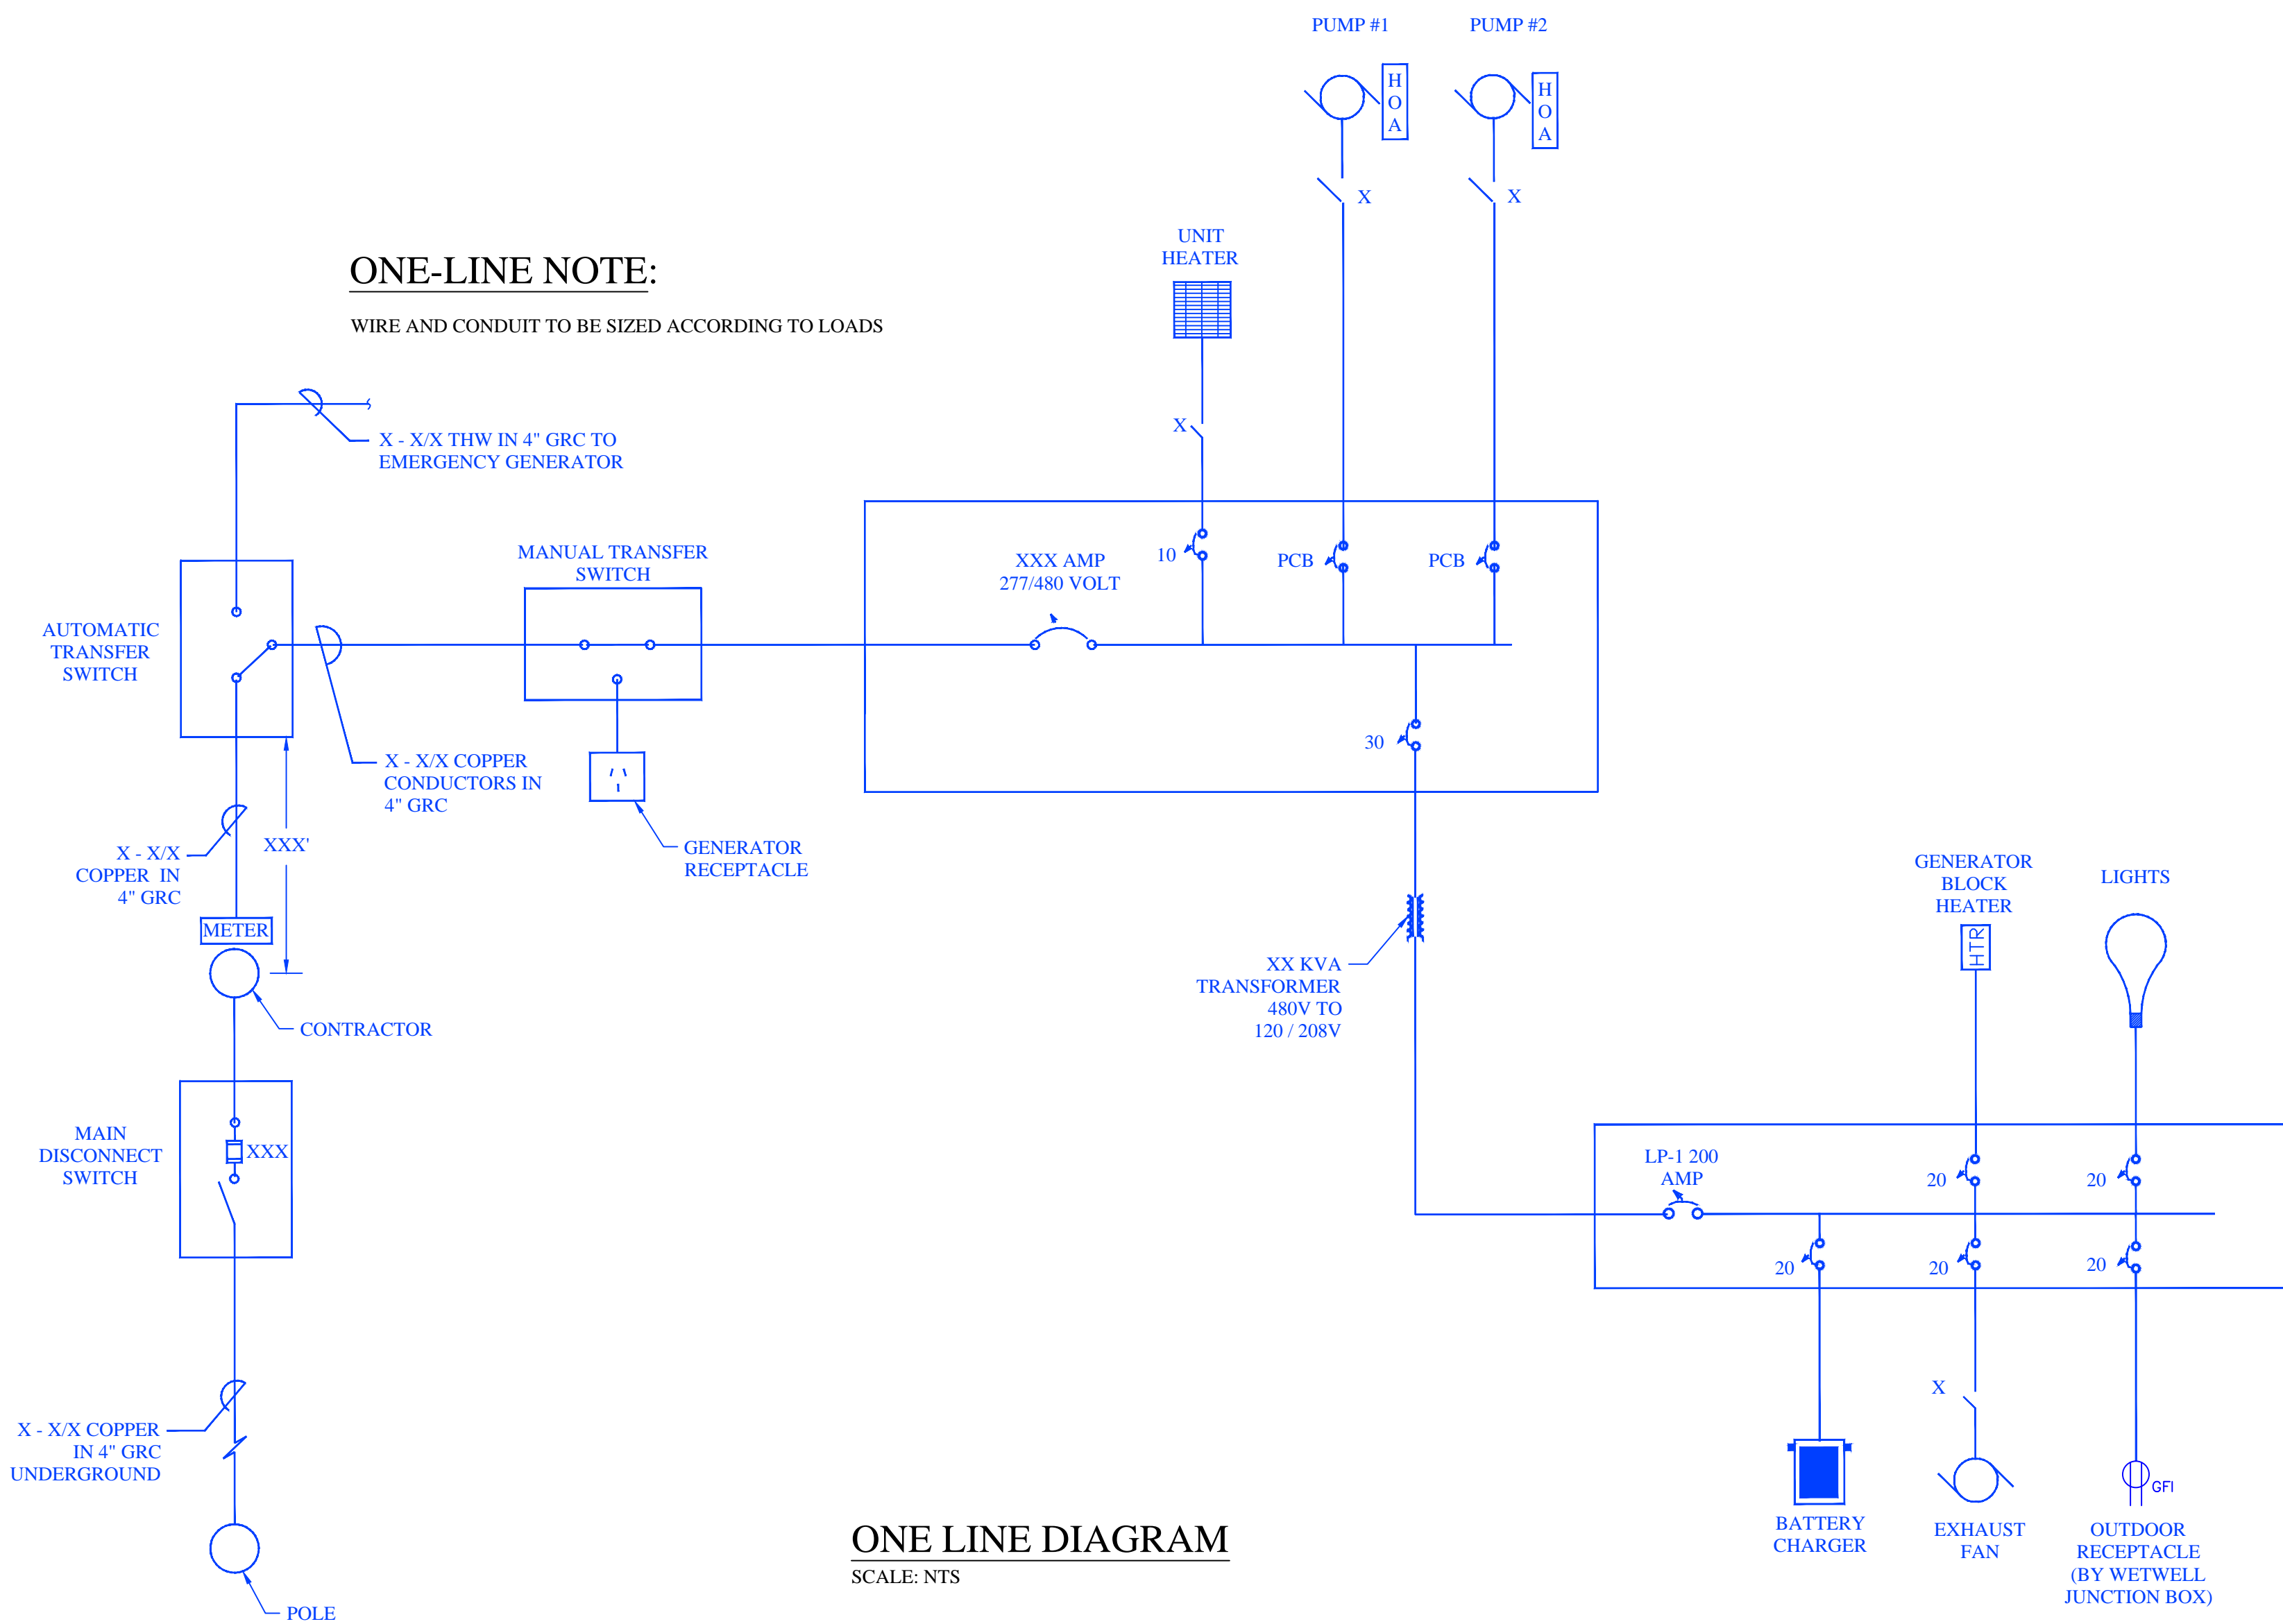 PUMP #1
PUMP #2
H
O
A
H
O
A
X
X
UNIT
HEATER
ONE-LINE NOTE:
WIRE AND CONDUIT TO BE SIZED ACCORDING TO LOADS
X
X - X/X THW IN 4" GRC TO
EMERGENCY GENERATOR
MANUAL TRANSFER
SWITCH
XXX AMP
277/480 VOLT
10
PCB
PCB
AUTOMATIC
TRANSFER
SWITCH
30
X - X/X COPPER
CONDUCTORS IN
4" GRC
XXX'
X - X/X
COPPER IN
4" GRC
GENERATOR
RECEPTACLE
METER
CONTRACTOR
XX KVA
TRANSFORMER
480V TO
120 / 208V
GENERATOR
BLOCK
HEATER
HTR
LIGHTS
MAIN
DISCONNECT
SWITCH
XXX
LP-1 200
AMP
20
20
20
20
20
X
X - X/X COPPER
IN 4" GRC
UNDERGROUND
POLE
BATTERY
CHARGER
EXHAUST
FAN
GFI
OUTDOOR
RECEPTACLE
(BY WETWELL
JUNCTION BOX)
ONE LINE DIAGRAM
SCALE: NTS